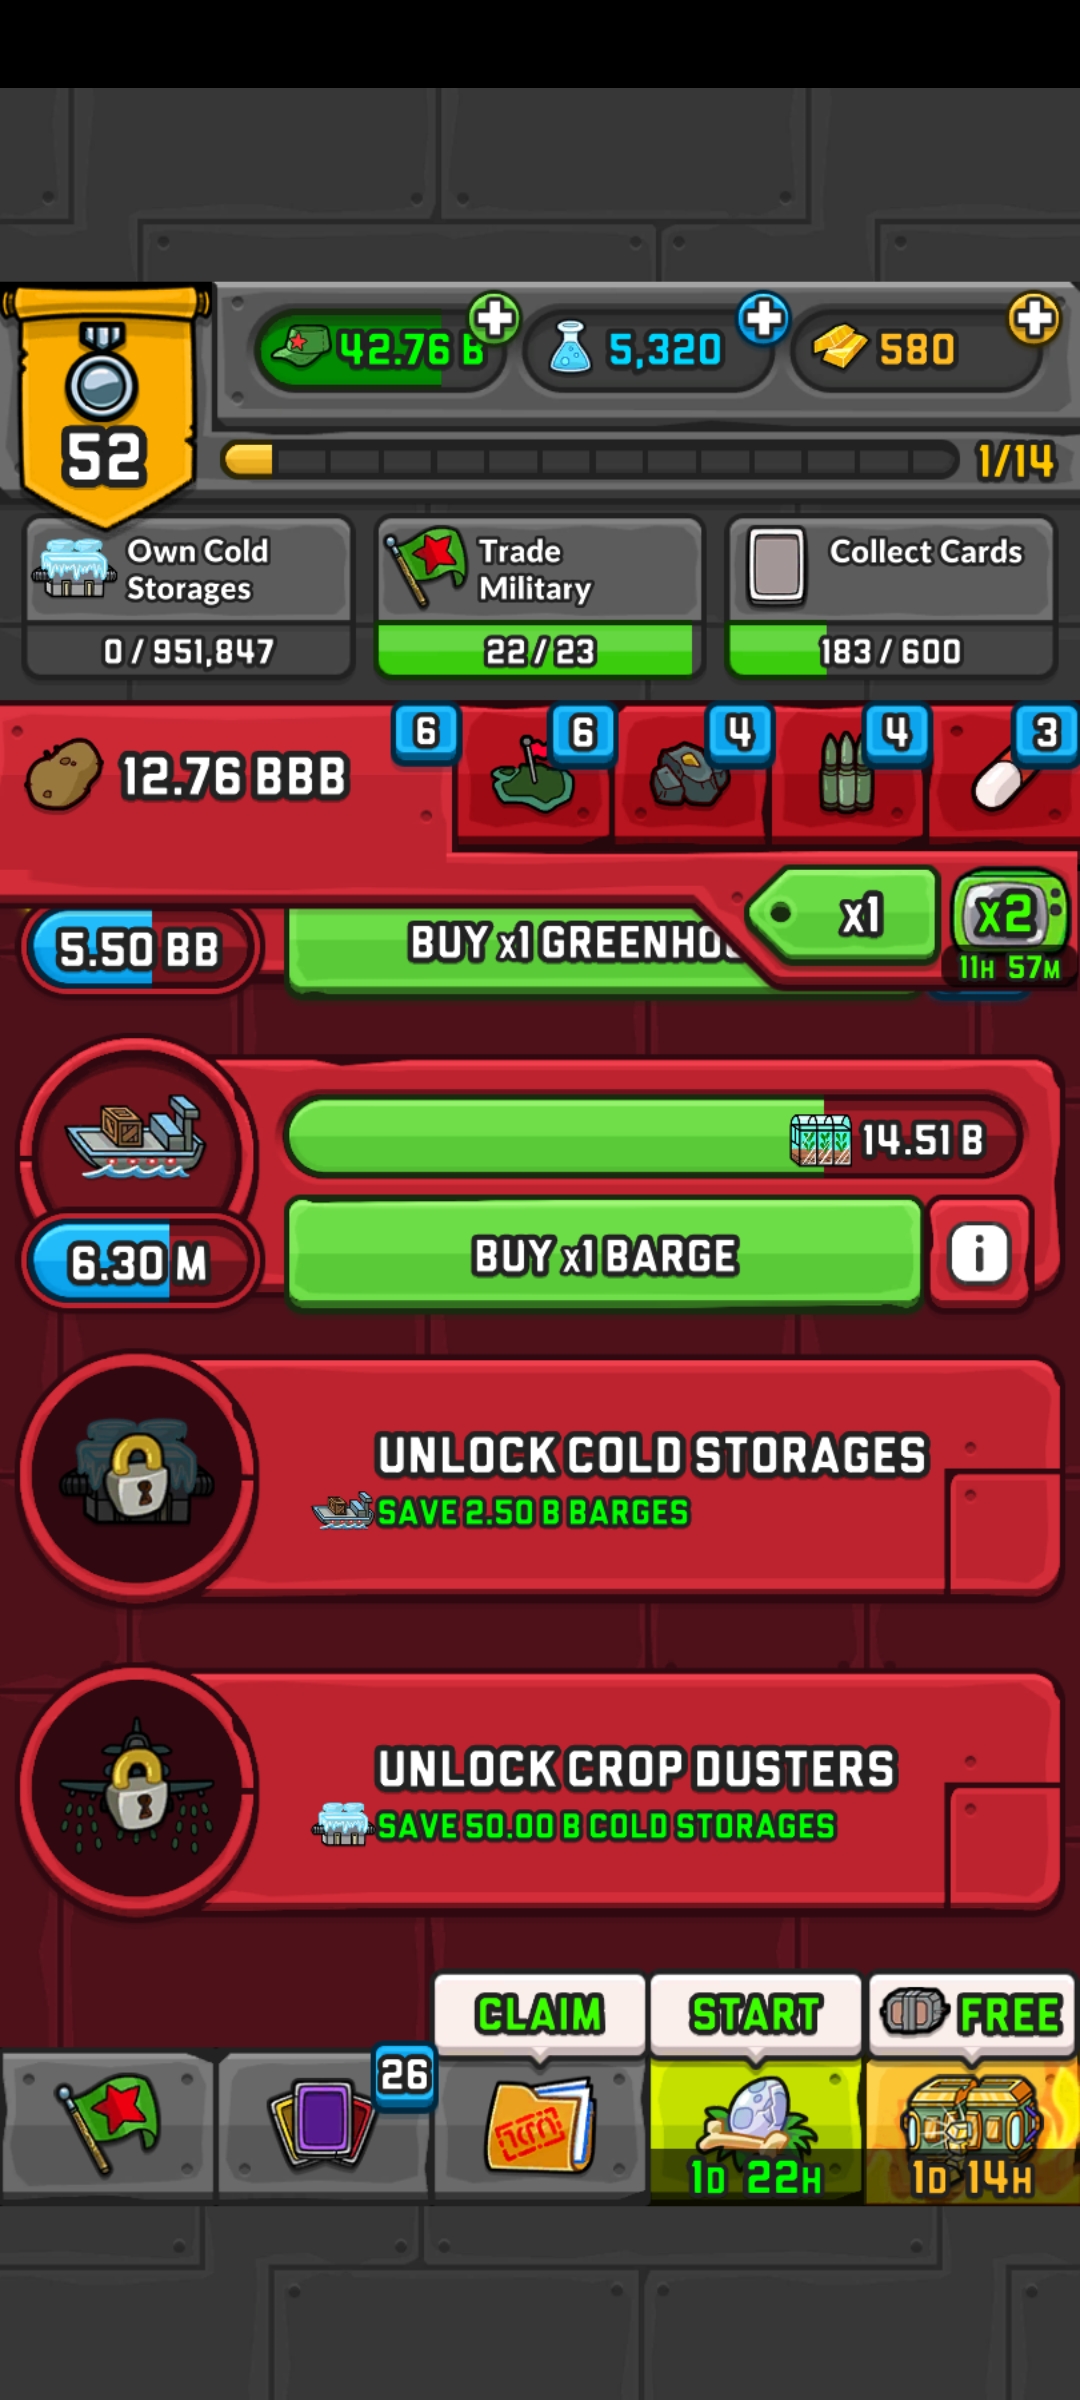 42.76 B
5,320
580
52
1/14
Own Cold
Storages
0 / 951,847
Trade
Military
22 / 23
Collect Cards
183 / 600
12.76 BBB
6
6
4
4
3
5.50 BB
BUY x1
x1
x2
11H 57M
14.51 B
6.30 M
BUY x1 BARGE
i
UNLOCK COLD STORAGES
SAVE 2.50 B BARGES
UNLOCK CROP DUSTERS
SAVE 50.00 B COLD STORAGES
CLAIM
START
FREE
26
1D 22H
1D 14H